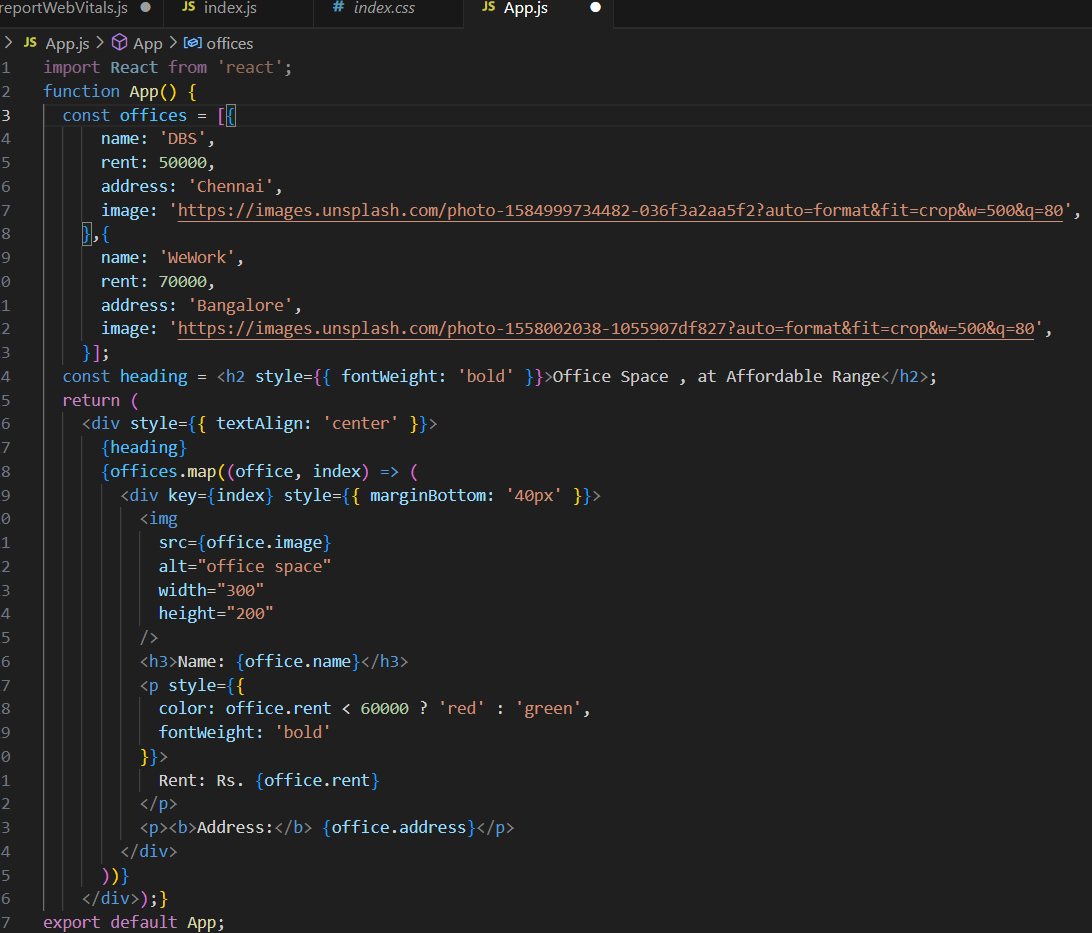 reportWebVitals.js ● JS index.js # index.css JS App.js ●
> JS App.js > App > offices
1 import React from 'react';
2 function App() {
3 const offices = [{
4 name: 'DBS',
5 rent: 50000,
6 address: 'Chennai',
7 image: 'https://images.unsplash.com/photo-1584999734482-036f3a2aa5f2?auto=format&fit=crop&w=500&q=80',
8 },{
9 name: 'WeWork',
0 rent: 70000,
1 address: 'Bangalore',
2 image: 'https://images.unsplash.com/photo-1558002038-1055907df827?auto=format&fit=crop&w=500&q=80',
3 }];
4 const heading = <h2 style={{ fontWeight: 'bold' }}>Office Space , at Affordable Range</h2>;
5 return (
6 <div style={{ textAlign: 'center' }}>
7 {heading}
8 {offices.map((office, index) => (
9 <div key={index} style={{ marginBottom: '40px' }}>
0 <img
1 src={office.image}
2 alt="office space"
3 width="300"
4 height="200"
5 />
6 <h3>Name: {office.name}</h3>
7 <p style={{
8 color: office.rent < 60000 ? 'red' : 'green',
9 fontWeight: 'bold'
0 }}>
1 Rent: Rs. {office.rent}
2 </p>
3 <p><b>Address:</b> {office.address}</p>
4 </div>
5 ))}
6 </div>);}
7 export default App;